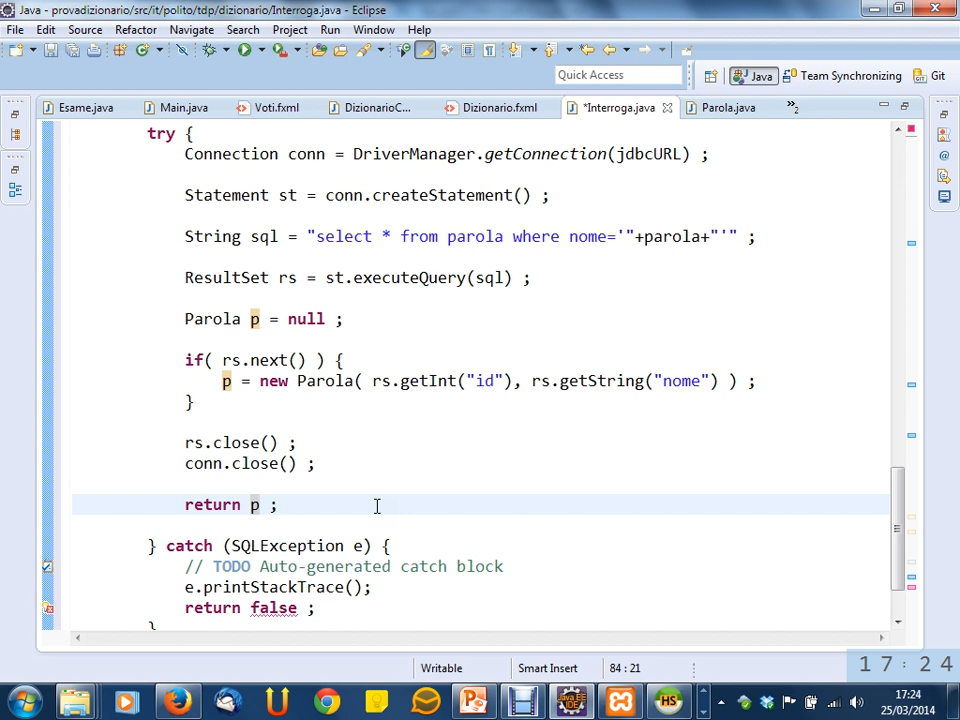 Java - provadizionario/src/it/polito/tdp/dizionario/Interroga.java - Eclipse
File Edit Source Refactor Navigate Search Project Run Window Help
Quick Access
Java Team Synchronizing Git
Esame.java Main.java Voti.fxml DizionarioC... Dizionario.fxml *Interroga.java Parola.java »2
try {
Connection conn = DriverManager.getConnection(jdbcURL) ;
Statement st = conn.createStatement() ;
String sql = "select * from parola where nome='"+parola+"'" ;
ResultSet rs = st.executeQuery(sql) ;
Parola p = null ;
if( rs.next() ) {
p = new Parola( rs.getInt("id"), rs.getString("nome") ) ;
}
rs.close() ;
conn.close() ;
return p ;
} catch (SQLException e) {
// TODO Auto-generated catch block
e.printStackTrace();
return false ;
}
Writable Smart Insert 84 : 21
17:24
17:24
25/03/2014